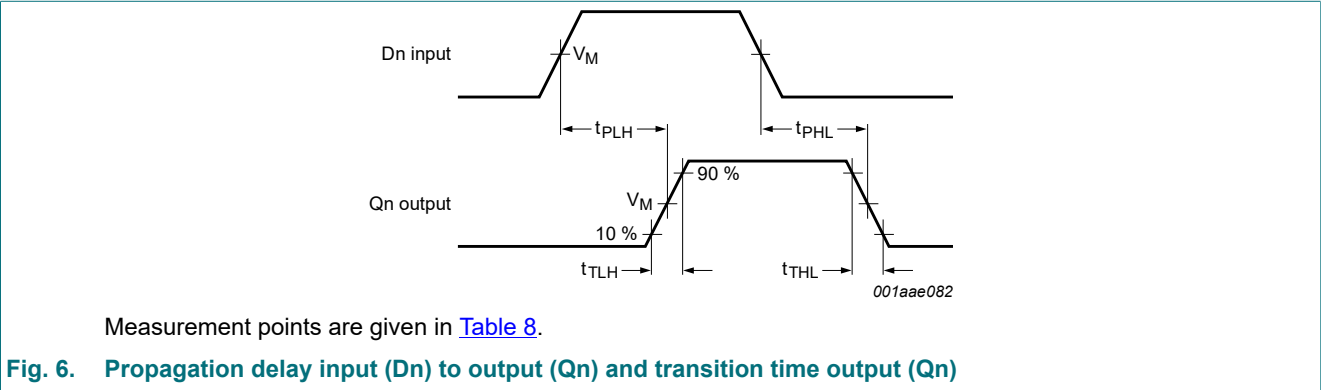 Dn input
VM
tPLH
tPHL
90 %
Qn output
VM
10 %
tTLH
tTHL
001aae082
Measurement points are given in Table 8.
Fig. 6. Propagation delay input (Dn) to output (Qn) and transition time output (Qn)